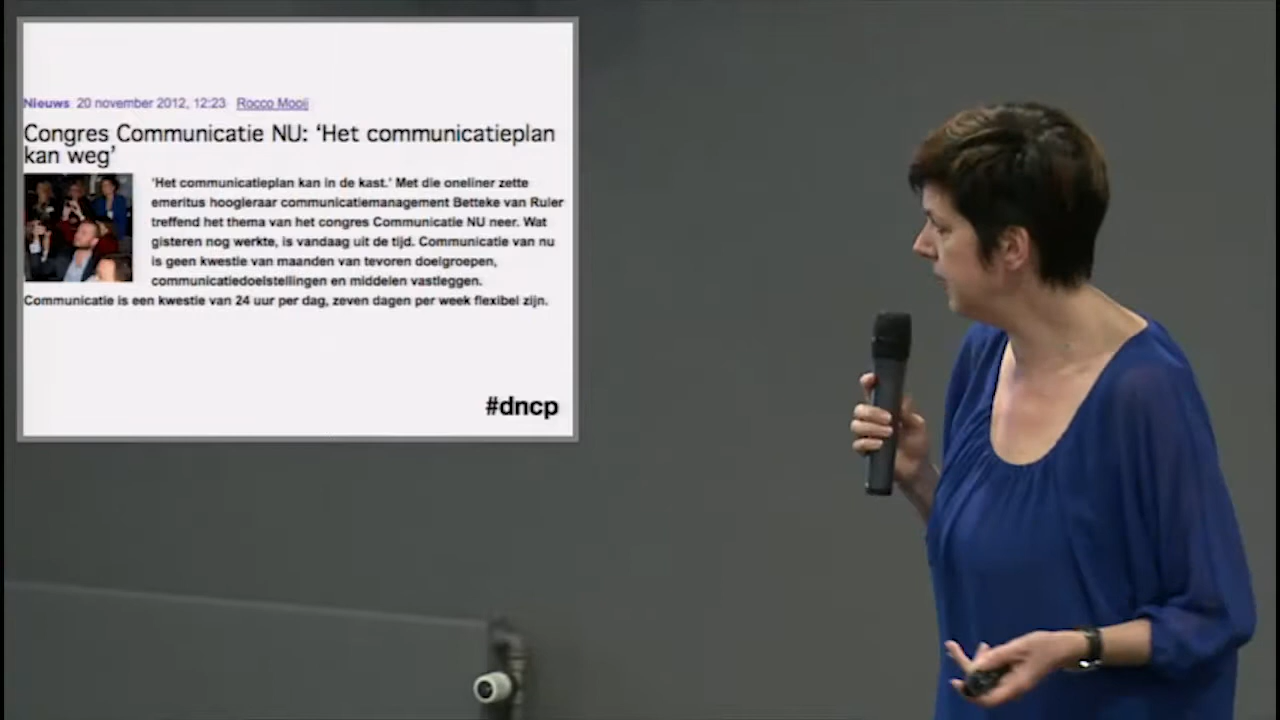 Nieuws 20 november 2012, 12:23 Rocco Mooij
Congres Communicatie NU: ‘Het communicatieplan
kan weg’
‘Het communicatieplan kan in de kast.’ Met die oneliner zette
emeritus hoogleraar communicatiemanagement Betteke van Ruler
treffend het thema van het congres Communicatie NU neer. Wat
gisteren nog werkte, is vandaag uit de tijd. Communicatie van nu
is geen kwestie van maanden van tevoren doelgroepen,
communicatiedoelstellingen en middelen vastleggen.
Communicatie is een kwestie van 24 uur per dag, zeven dagen per week flexibel zijn.
#dncp